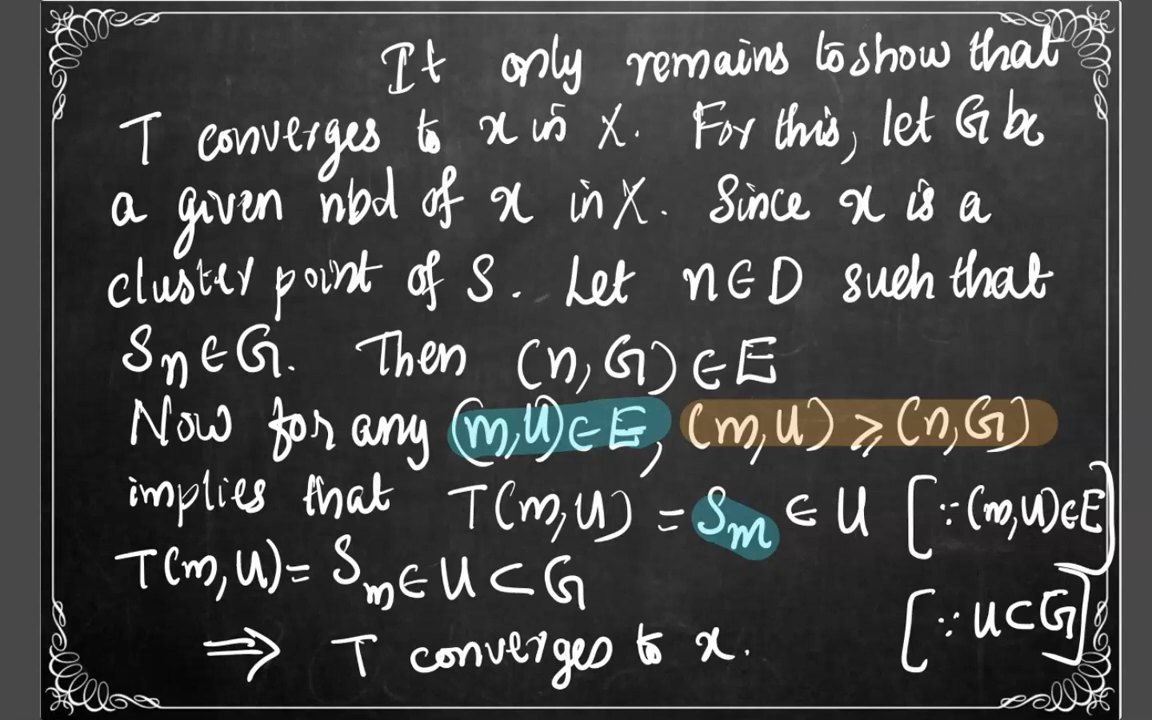 It only remains to show that
T converges to x in X. For this, let G be
a given nbd of x in X. Since x is a
cluster point of S. Let n∈D such that
Sn∈G. Then (n, G)∈E
Now for any (m,U)∈E, (m,U) ⩾ (n,G)
implies that T(m,U) = Sm ∈ U [∵(m,U)∈E]
T(m,U)= Sm∈U⊂G
[∵U⊂G]
⟹ T converges to x.